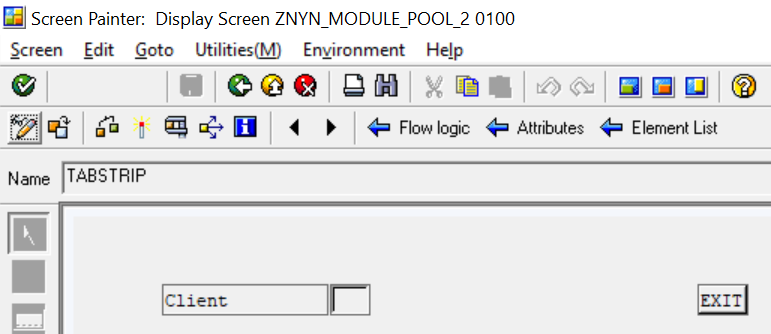 Screen Painter: Display Screen ZNYN_MODULE_POOL_2 0100
Screen Edit Goto Utilities(M) Environment Help
Flow logic Attributes Element List
Name TABSTRIP
Client EXIT